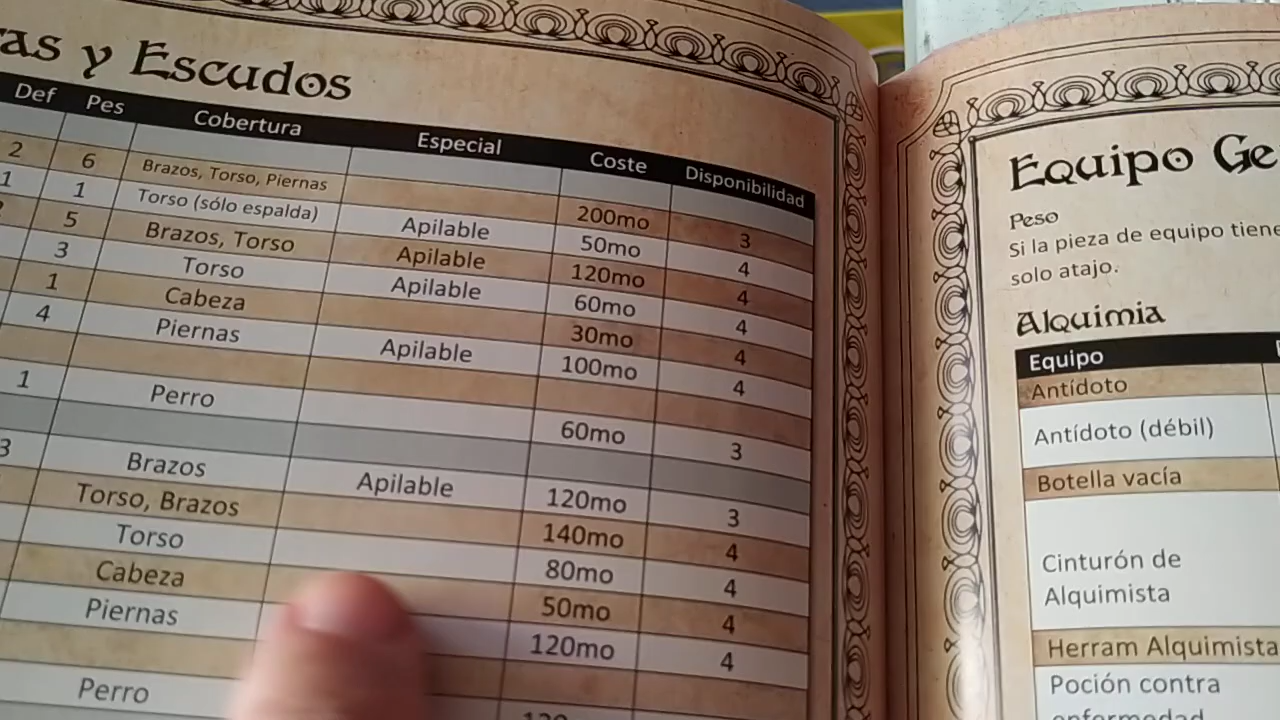 as y Escudos
Def Pes Cobertura Especial Coste Disponibilidad
2 6 Brazos, Torso, Piernas 200mo 3
1 1 Torso (sólo espalda) Apilable 50mo 4
5 Brazos, Torso Apilable 120mo 4
3 Torso Apilable 60mo 4
1 Cabeza 30mo 4
4 Piernas Apilable 100mo 4
1 Perro 60mo 3
3 Brazos Apilable 120mo 3
Torso, Brazos 140mo 4
Torso 80mo 4
Cabeza 50mo 4
Piernas 120mo 4
Perro
Equipo Ge
Peso
Si la pieza de equipo tiene
solo atajo.
Alquimia
Equipo
Antídoto
Antídoto (débil)
Botella vacía
Cinturón de
Alquimista
Herram Alquimista
Poción contra
enfermedad